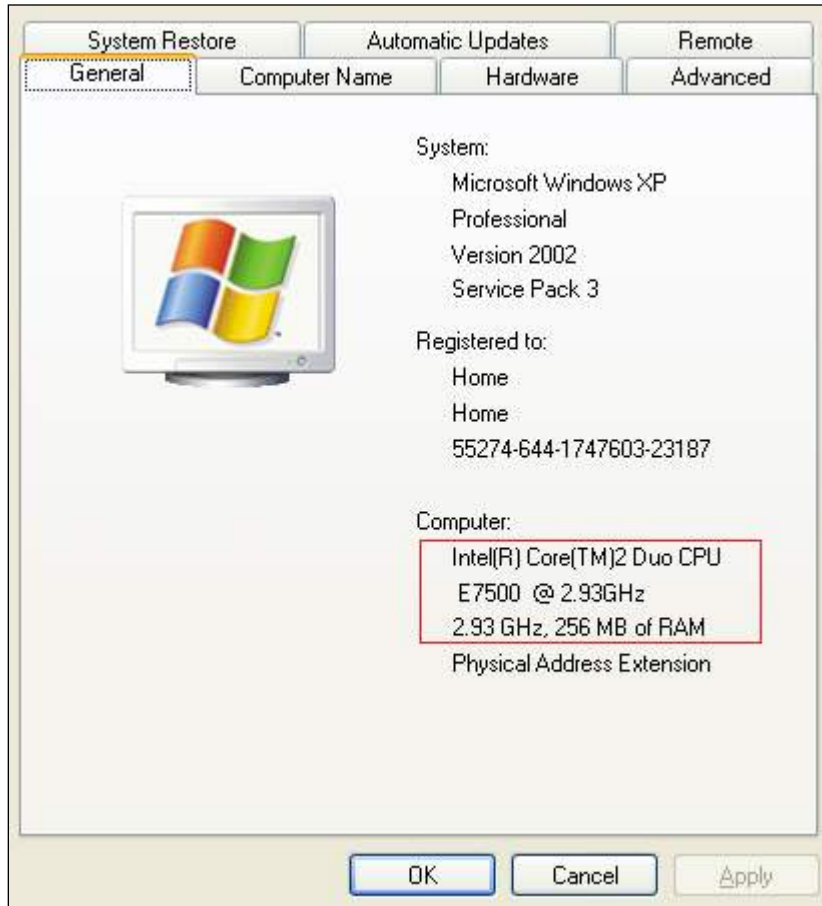 System Restore
Automatic Updates
Remote
General
Computer Name
Hardware
Advanced
System:
Microsoft Windows XP
Professional
Version 2002
Service Pack 3
Registered to:
Home
Home
55274-644-1747603-23187
Computer:
Intel(R) Core(TM)2 Duo CPU
E7500 @ 2.93GHz
2.93 GHz, 256 MB of RAM
Physical Address Extension
OK
Cancel
Apply